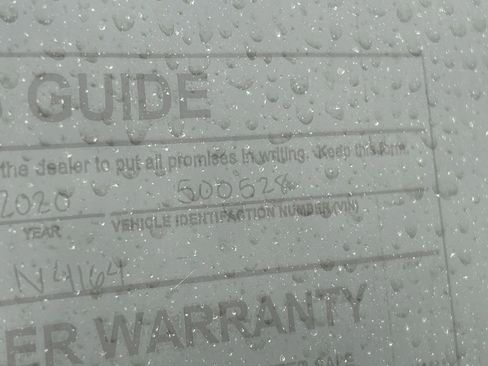 GUIDE
the dealer to put all promises in writing. Keep this form.
2020 500528
YEAR VEHICLE IDENTIFACTION NUMBER (VIN)
N4164
ER WARRANTY